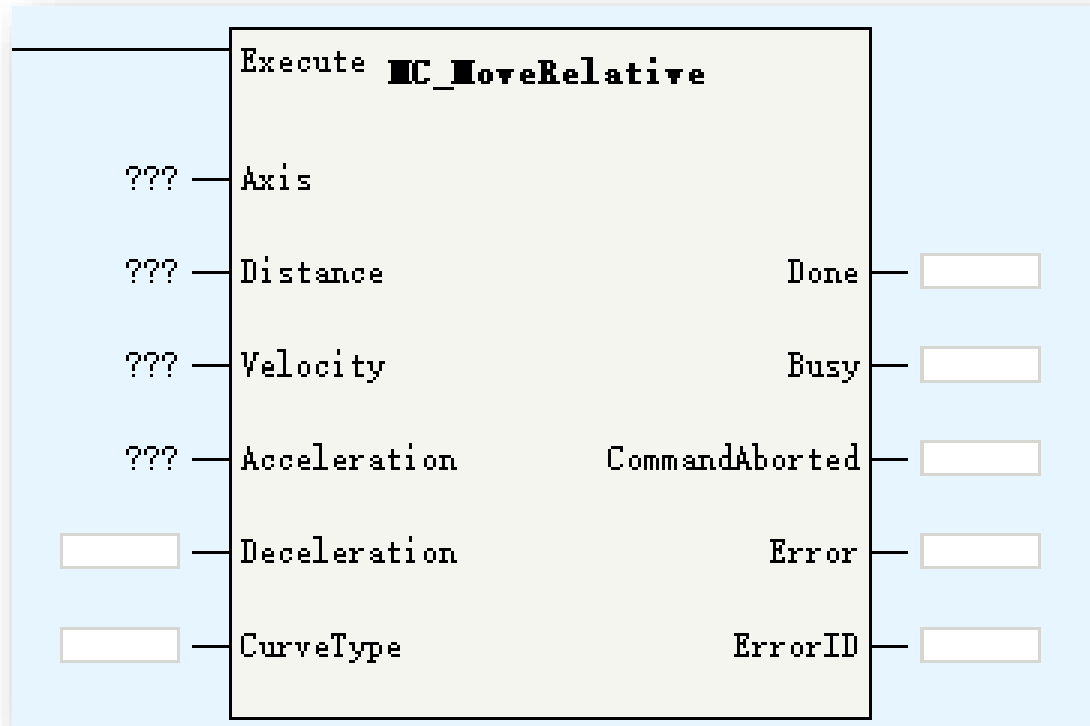 Execute MC_MoveRelative
??? Axis
??? Distance Done
??? Velocity Busy
??? Acceleration CommandAborted
Deceleration Error
CurveType ErrorID